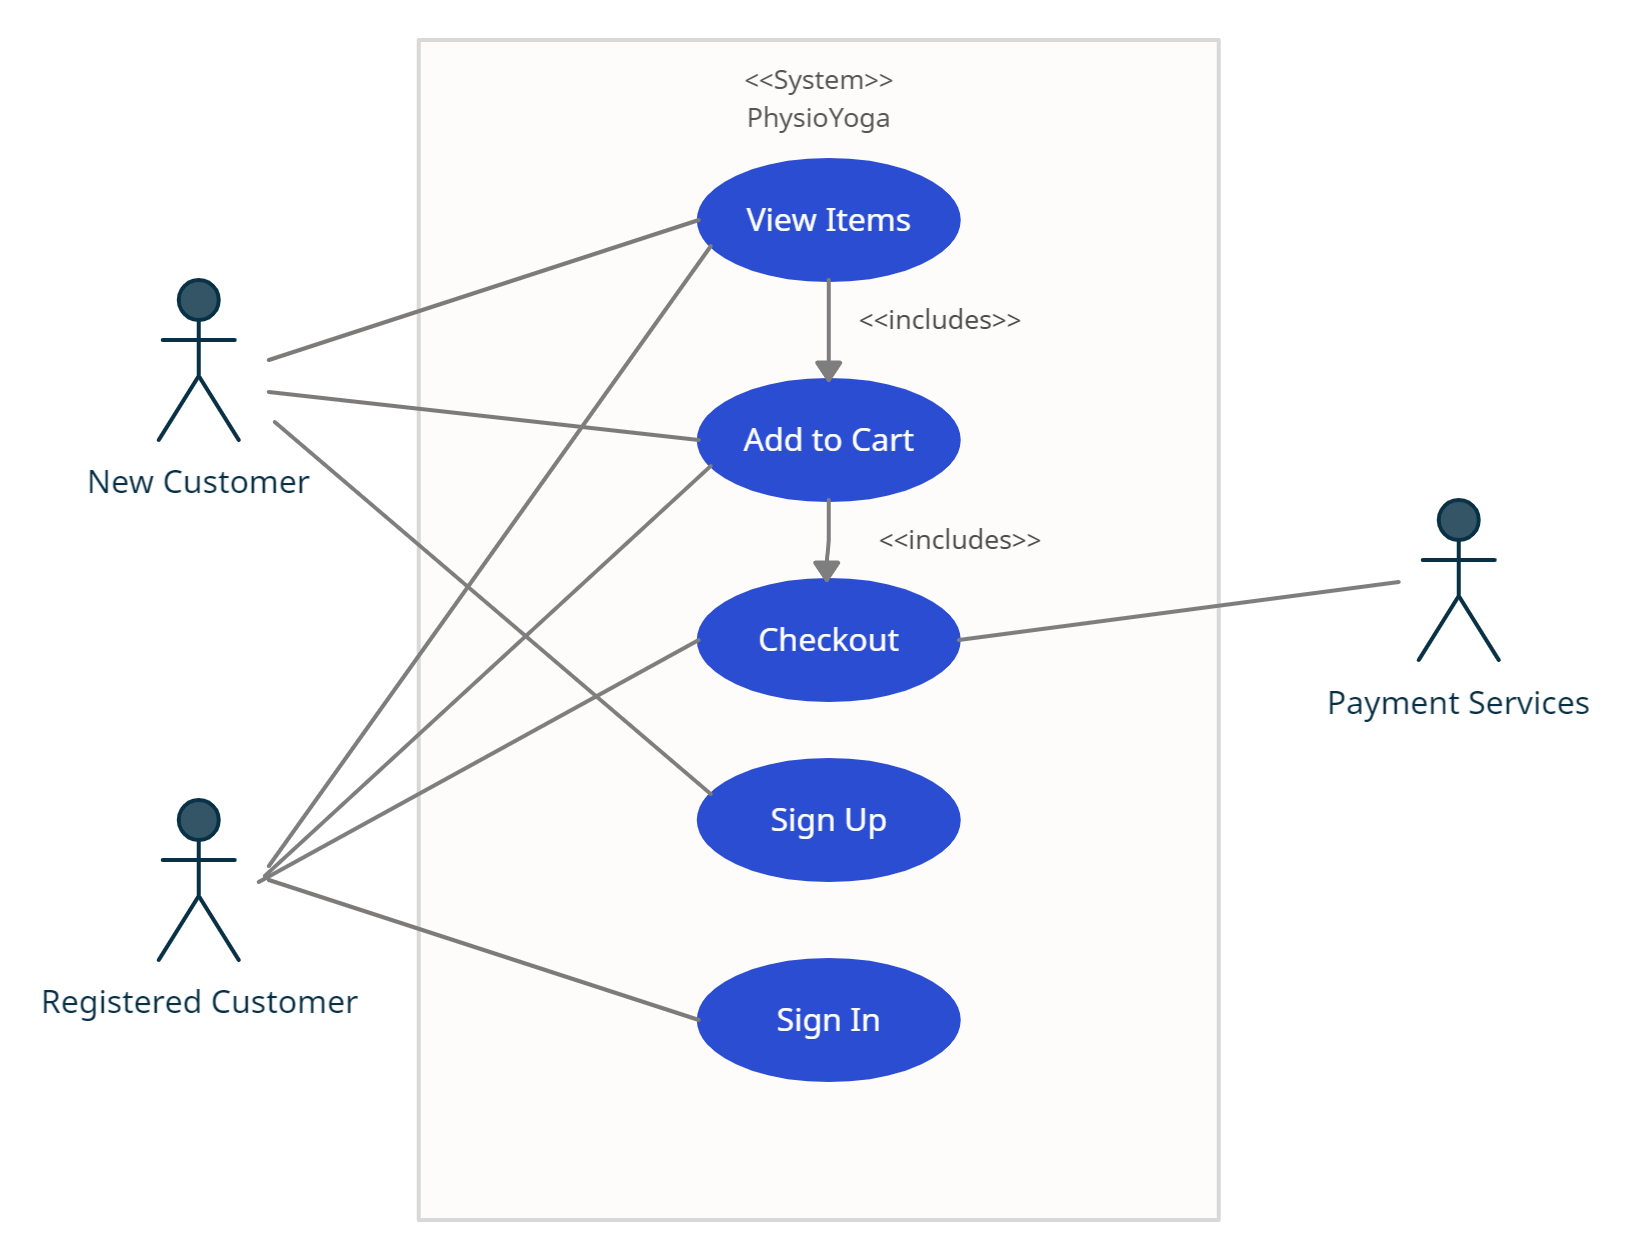 <<System>>
PhysioYoga
View Items
<<includes>>
New Customer
Add to Cart
<<includes>>
Checkout
Payment Services
Sign Up
Registered Customer
Sign In